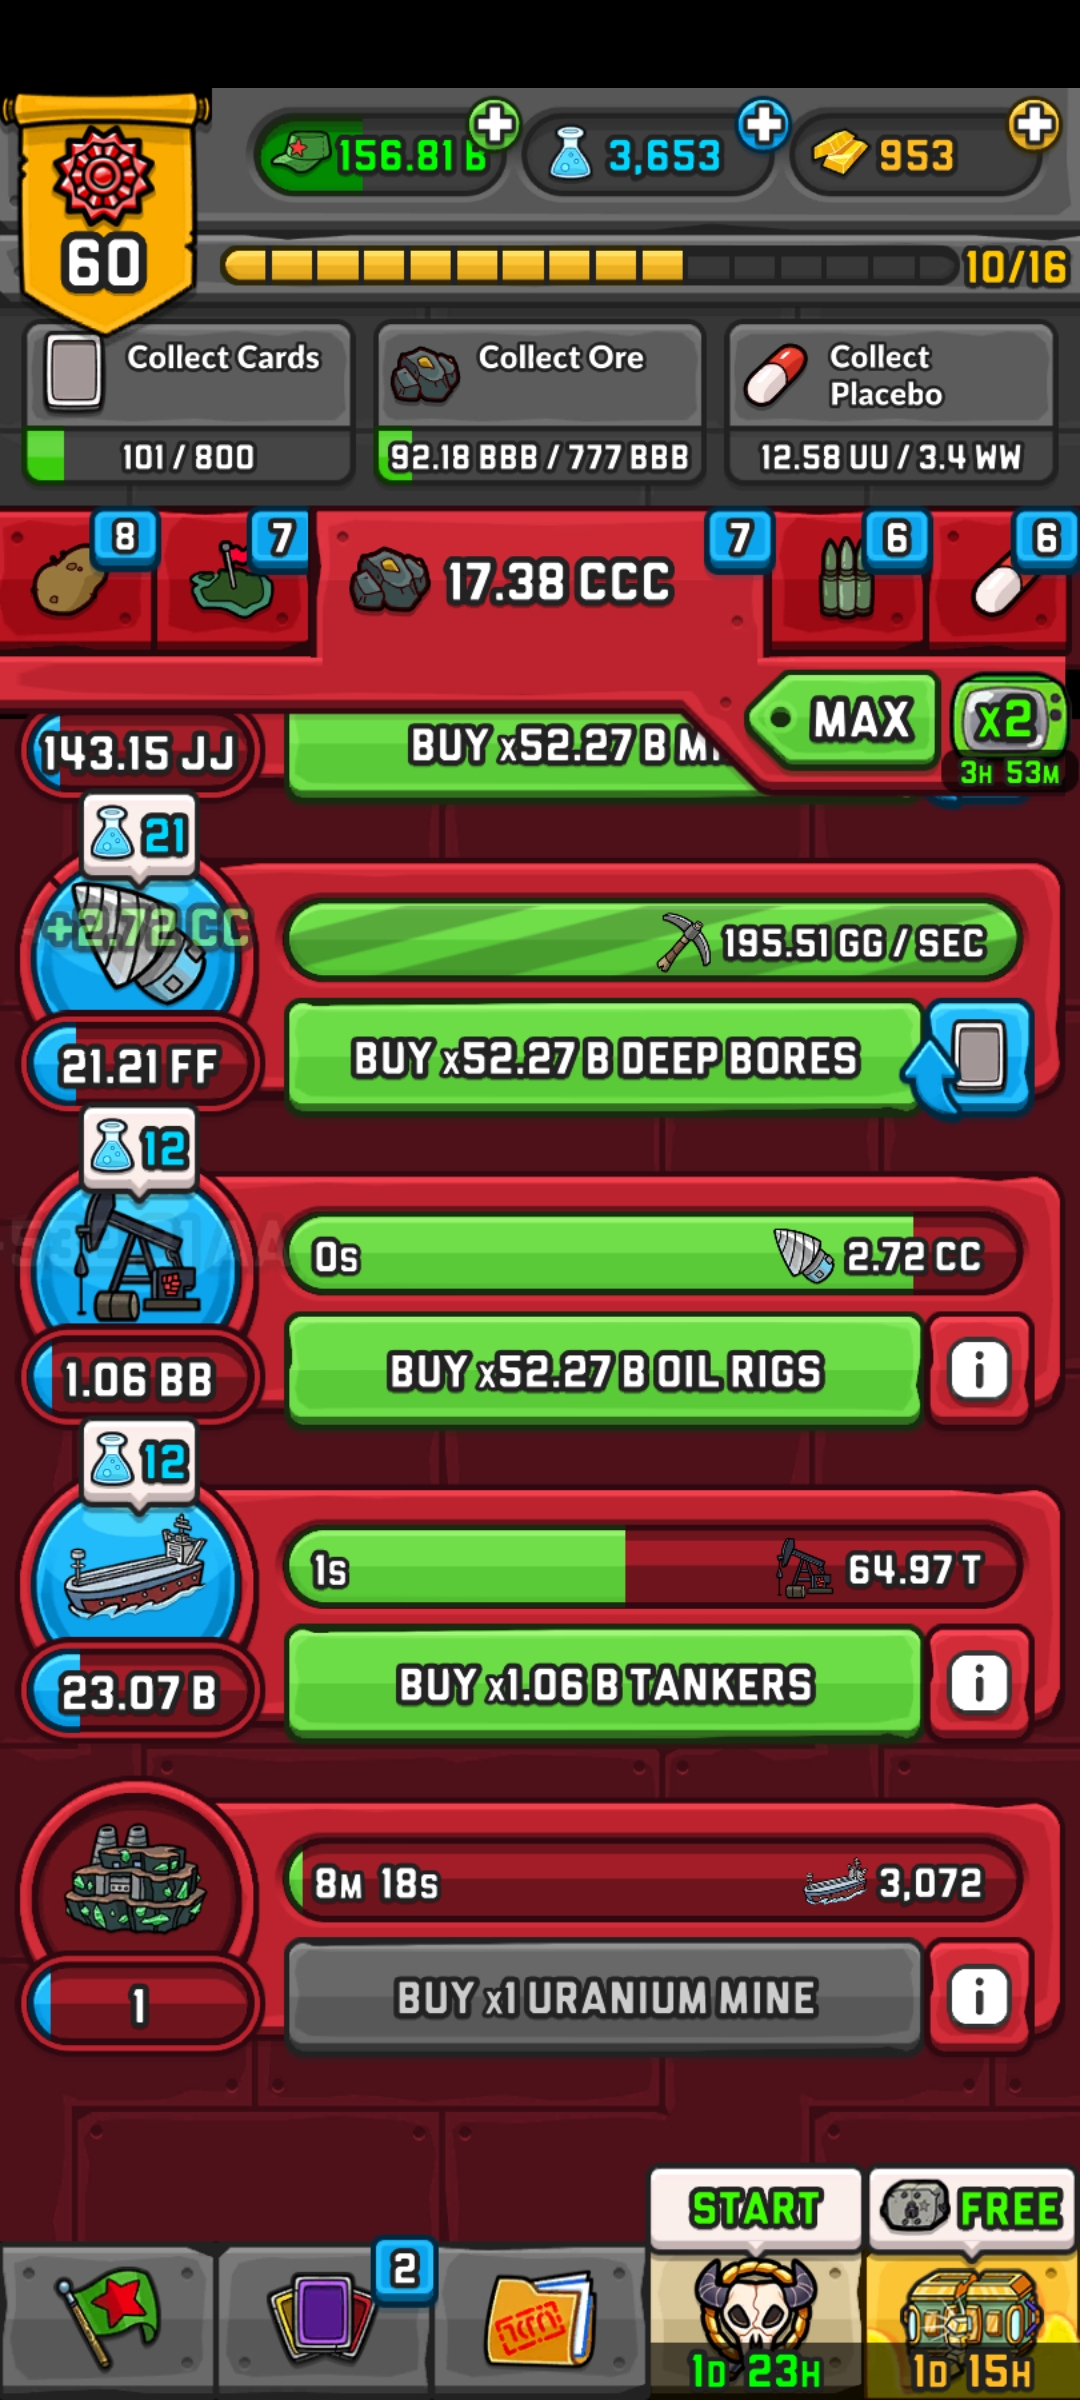 60
156.81 B
3,653
953
10/16
Collect Cards
101 / 800
Collect Ore
92.18 BBB / 777 BBB
Collect
Placebo
12.58 UU / 3.4 WW
8
7
17.38 CCC
7
6
6
MAX
x2
3H 53M
143.15 JJ
BUY x52.27 B M
21
+2.72 CC
195.51 GG / SEC
21.21 FF
BUY x52.27 B DEEP BORES
12
0s
2.72 CC
1.06 BB
BUY x52.27 B OIL RIGS
12
1s
64.97 T
23.07 B
BUY x1.06 B TANKERS
8M 18s
3,072
1
BUY x1 URANIUM MINE
START
FREE
2
1D 23H
1D 15H